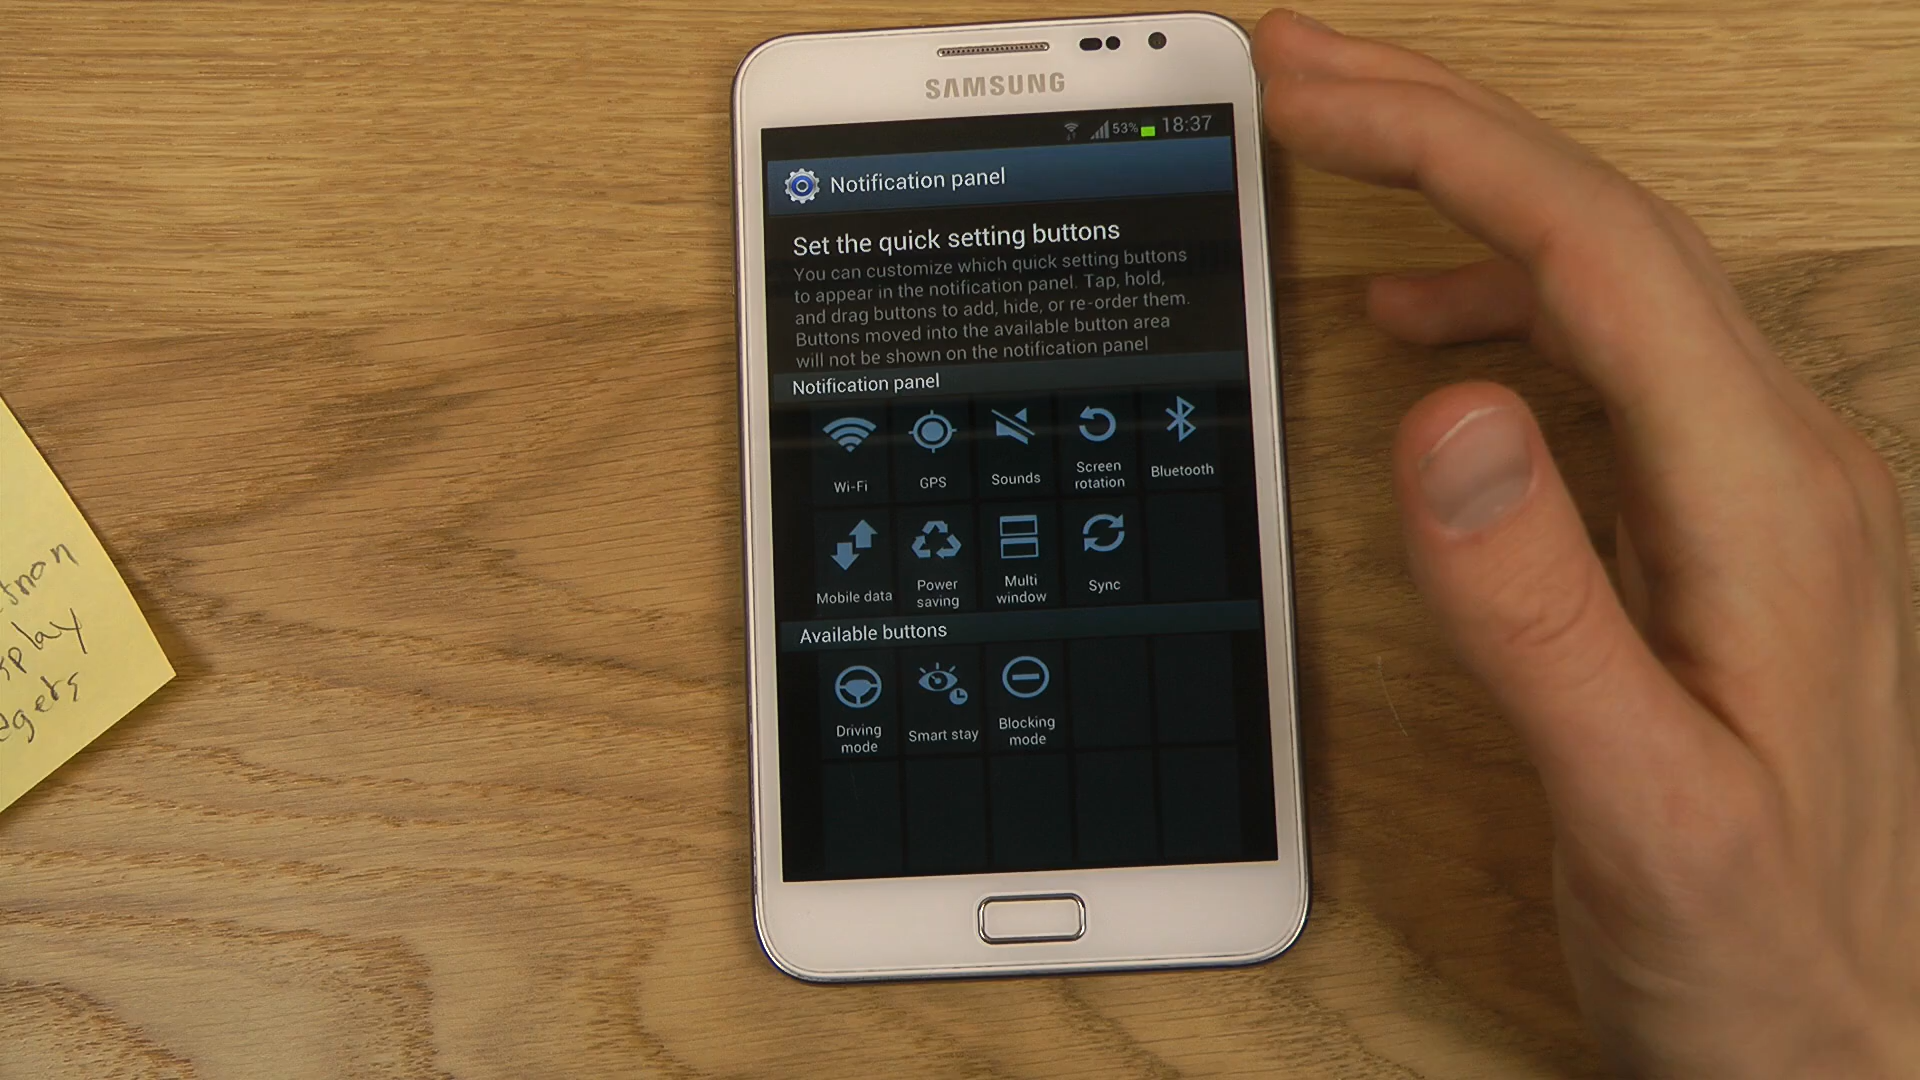 SAMSUNG
53% 18:37
Notification panel
Set the quick setting buttons
You can customize which quick setting buttons
to appear in the notification panel. Tap, hold,
and drag buttons to add, hide, or re-order them.
Buttons moved into the available button area
will not be shown on the notification panel
Notification panel
Wi-Fi GPS Sounds Screen rotation Bluetooth
Mobile data Power saving Multi window Sync
Available buttons
Driving mode Smart stay Blocking mode